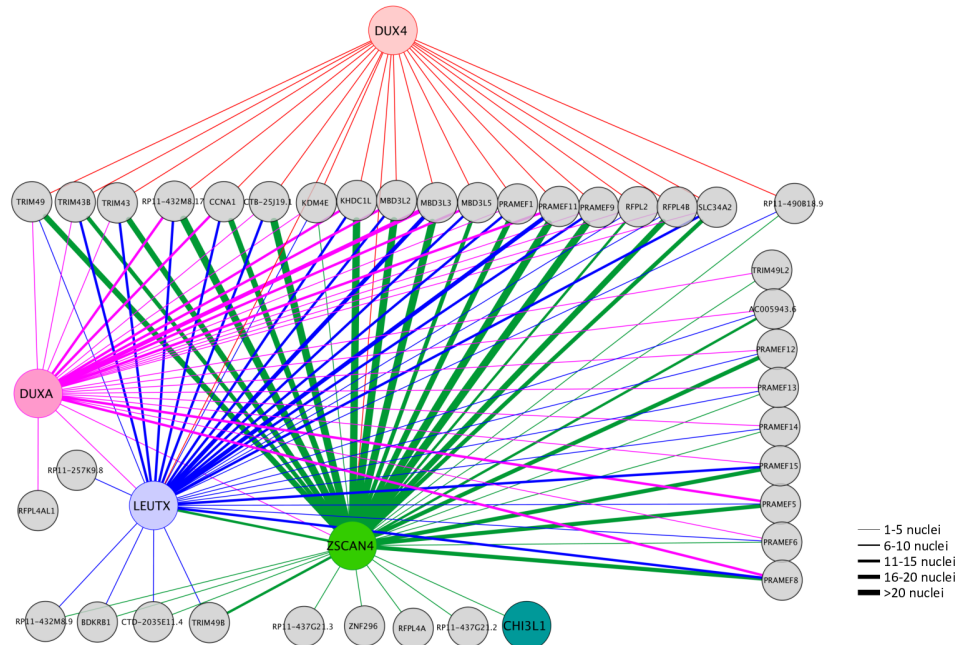 DUX4
TRIM49
TRIM43B
TRIM43
RP11-432M8.17
CCNA1
CTB-25J19.1
KDM4E
KHDC1L
MBD3L2
MBD3L3
MBD3L5
PRAMEF1
PRAMEF11
PRAMEF9
RFPL2
RFPL4B
SLC34A2
RP11-490B18.9
TRIM49L2
AC005943.6
PRAMEF12
PRAMEF13
DUXA
PRAMEF14
RP11-257K9.8
PRAMEF15
LEUTX
PRAMEF5
RFPL4AL1
ZSCAN4
PRAMEF6
PRAMEF8
1-5 nuclei
6-10 nuclei
11-15 nuclei
16-20 nuclei
>20 nuclei
RP11-432M8.9
BDKRB1
CTD-2035E11.4
TRIM49B
RP11-437G21.3
ZNF296
RFPL4A
RP11-437G21.2
CHI3L1